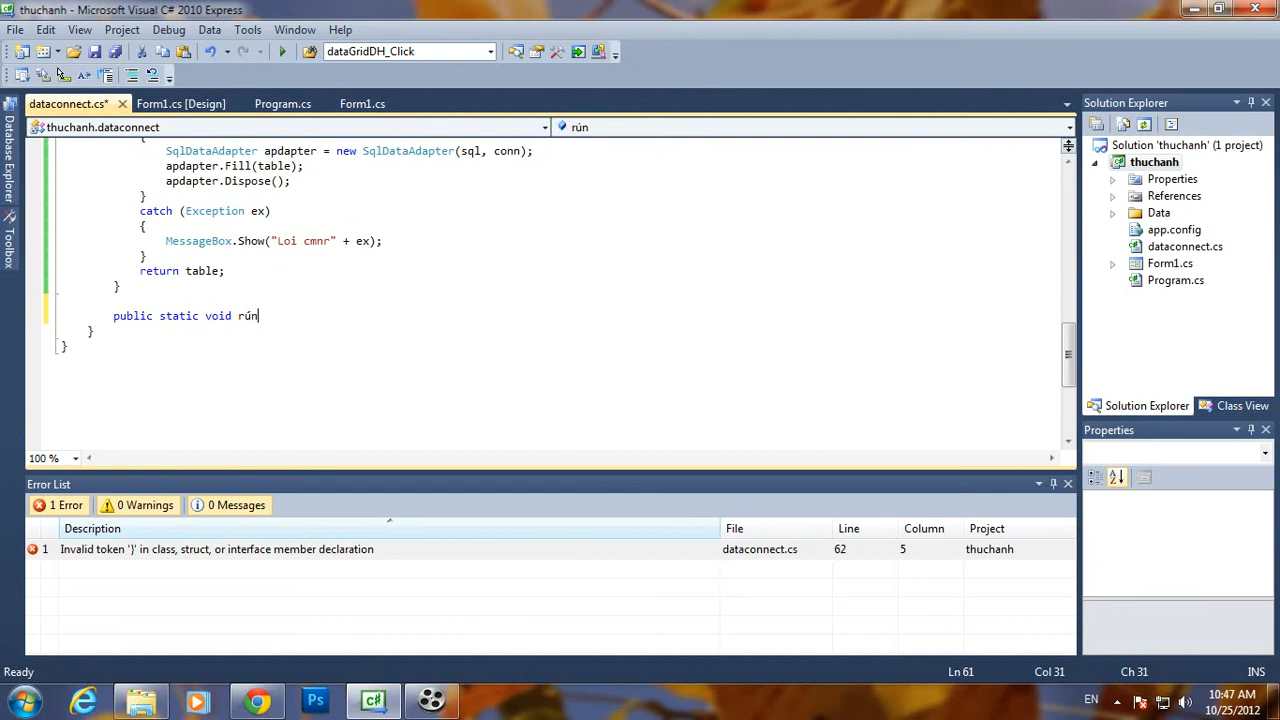 thuchanh - Microsoft Visual C# 2010 Express
File Edit View Project Debug Data Tools Window Help
dataGridDH_Click
dataconnect.cs* Form1.cs [Design] Program.cs Form1.cs
thuchanh.dataconnect rún
{
SqlDataAdapter apdapter = new SqlDataAdapter(sql, conn);
apdapter.Fill(table);
apdapter.Dispose();
}
catch (Exception ex)
{
MessageBox.Show("Loi cmnr" + ex);
}
return table;
}
public static void rún
}
}
100 %
Database Explorer
Toolbox
Solution Explorer
Solution 'thuchanh' (1 project)
thuchanh
Properties
References
Data
app.config
dataconnect.cs
Form1.cs
Program.cs
Solution Explorer Class View
Properties
Error List
1 Error 0 Warnings 0 Messages
Description File Line Column Project
1 Invalid token '}' in class, struct, or interface member declaration dataconnect.cs 62 5 thuchanh
Ready Ln 61 Col 31 Ch 31 INS
Ps C# EN 10:47 AM
10/25/2012